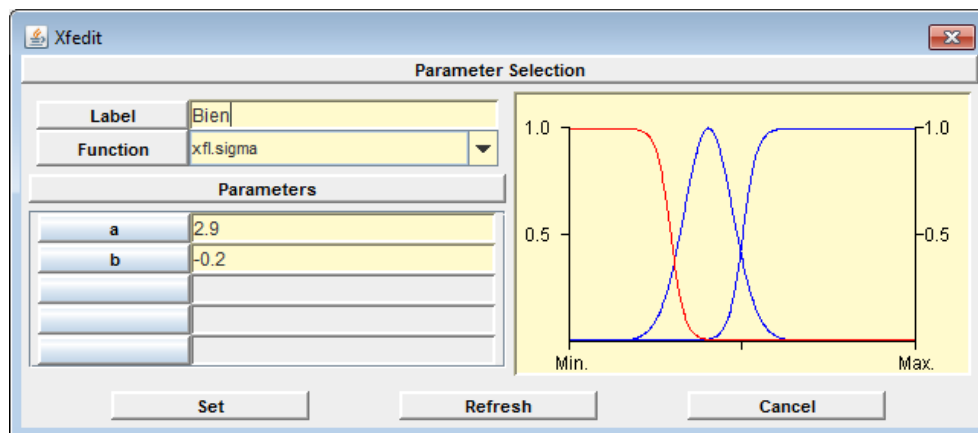 Xfedit
Parameter Selection
Label Bien
Function xfl.sigma
Parameters
a 2.9
b -0.2
1.0 1.0
0.5 0.5
Min. Max.
Set Refresh Cancel